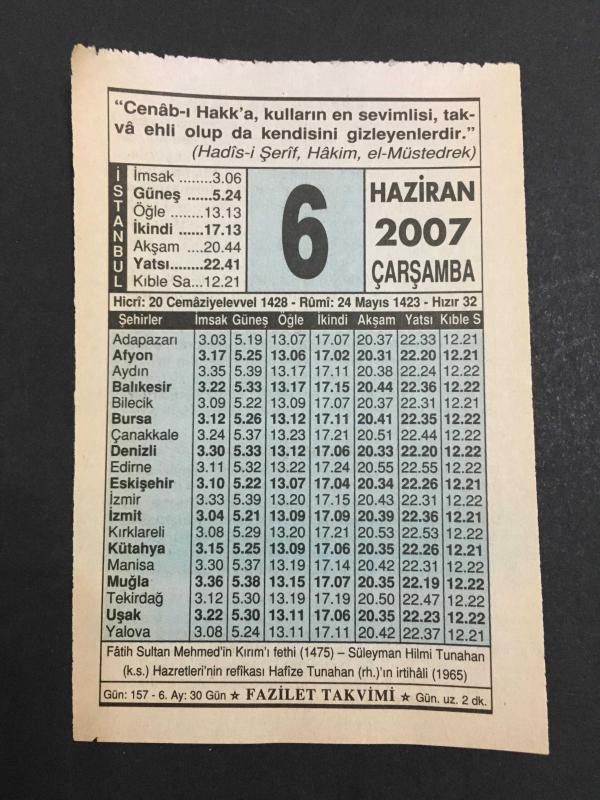 “Cenâb-ı Hakk’a, kulların en sevimlisi, tak-
vâ ehli olup da kendisini gizleyenlerdir.”
(Hadîs-i Şerîf, Hâkim, el-Müstedrek)
İSTANBUL
İmsak ........3.06
Güneş ......5.24
Öğle .......13.13
İkindi ......17.13
Akşam ....20.44
Yatsı........22.41
Kıble Sa...12.21
6
HAZİRAN
2007
ÇARŞAMBA
Hicrî: 20 Cemâziyelevvel 1428 - Rûmî: 24 Mayıs 1423 - Hızır 32
Şehirler İmsak Güneş Öğle İkindi Akşam Yatsı Kıble S
Adapazarı 3.03 5.19 13.07 17.07 20.37 22.33 12.21
Afyon 3.17 5.25 13.06 17.02 20.31 22.20 12.21
Aydın 3.35 5.39 13.17 17.11 20.38 22.24 12.22
Balıkesir 3.22 5.33 13.17 17.15 20.44 22.36 12.22
Bilecik 3.09 5.22 13.09 17.07 20.37 22.31 12.21
Bursa 3.12 5.26 13.12 17.11 20.41 22.35 12.22
Çanakkale 3.24 5.37 13.23 17.21 20.51 22.44 12.22
Denizli 3.30 5.33 13.12 17.06 20.33 22.20 12.22
Edirne 3.11 5.32 13.22 17.24 20.55 22.55 12.22
Eskişehir 3.10 5.22 13.07 17.04 20.34 22.26 12.21
İzmir 3.33 5.39 13.20 17.15 20.43 22.31 12.22
İzmit 3.04 5.21 13.09 17.09 20.39 22.36 12.21
Kırklareli 3.08 5.29 13.20 17.21 20.53 22.53 12.22
Kütahya 3.15 5.25 13.09 17.06 20.35 22.26 12.21
Manisa 3.30 5.37 13.19 17.14 20.42 22.31 12.22
Muğla 3.36 5.38 13.15 17.07 20.35 22.19 12.22
Tekirdağ 3.12 5.30 13.19 17.19 20.50 22.47 12.22
Uşak 3.22 5.30 13.11 17.06 20.35 22.23 12.22
Yalova 3.08 5.24 13.11 17.11 20.42 22.37 12.21
Fâtih Sultan Mehmed’in Kırım’ı fethi (1475) – Süleyman Hilmi Tunahan
(k.s.) Hazretleri’nin refîkası Hafîze Tunahan (rh.)’ın irtihâli (1965)
Gün: 157 - 6. Ay: 30 Gün ★ FAZİLET TAKVİMİ ★ Gün. uz. 2 dk.